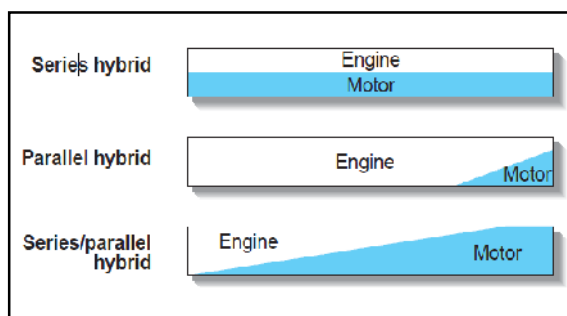 Series hybrid
Engine
Motor
Parallel hybrid
Engine
Motor
Series/parallel
hybrid
Engine
Motor